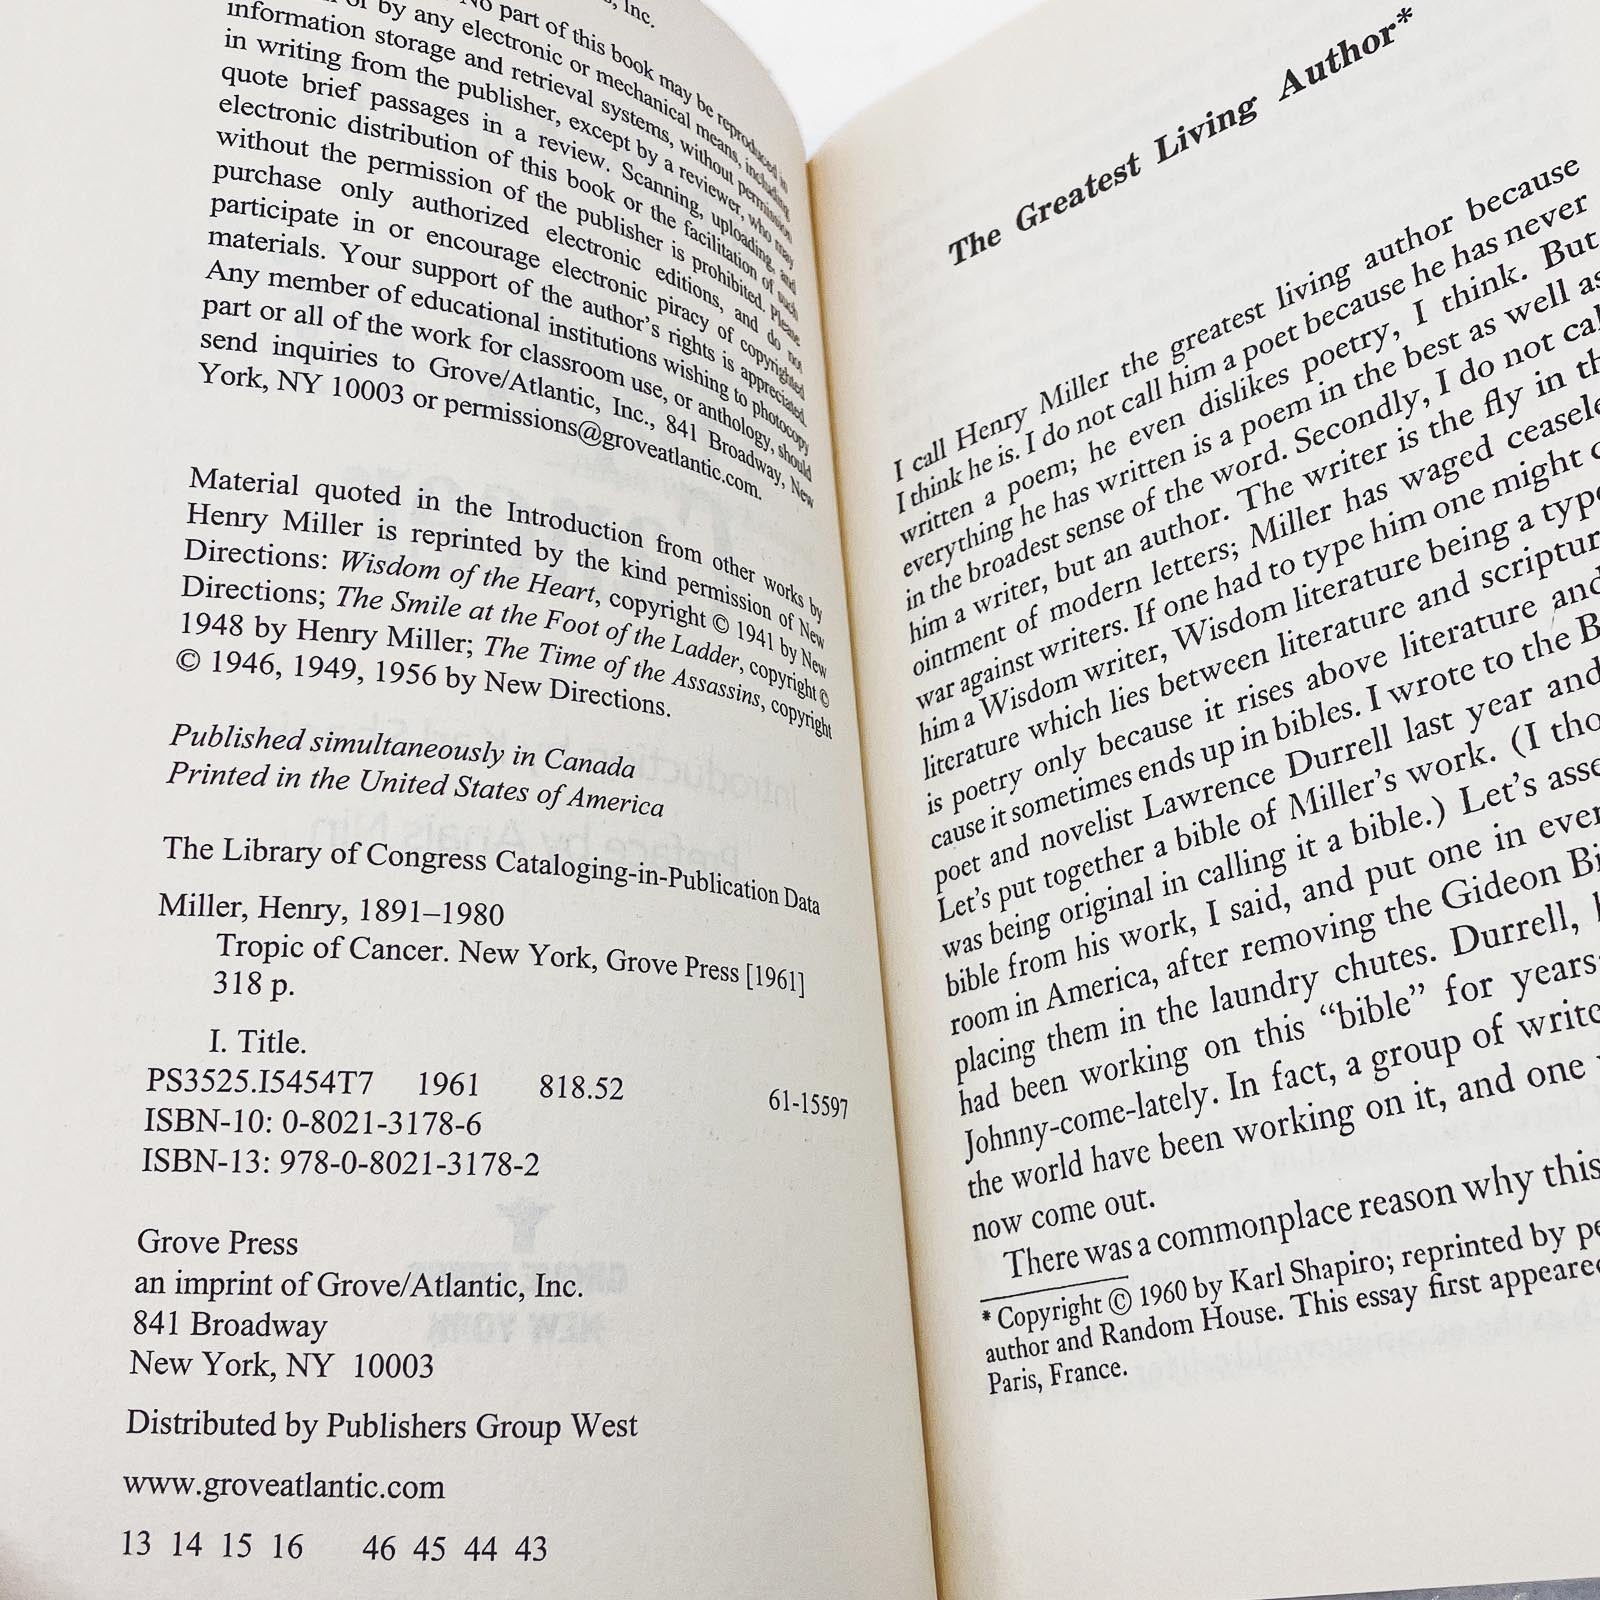 s, Inc.
No part of this book may be reproduced in
or by any electronic or mechanical means, including
information storage and retrieval systems, without permission
in writing from the publisher, except by a reviewer, who may
quote brief passages in a review. Scanning, uploading, and
electronic distribution of this book or the facilitation of such
without the permission of the publisher is prohibited. Please
purchase only authorized electronic editions, and do not
participate in or encourage electronic piracy of copyrighted
materials. Your support of the author's rights is appreciated.
Any member of educational institutions wishing to photocopy
part or all of the work for classroom use, or anthology, should
send inquiries to Grove/Atlantic, Inc., 841 Broadway, New
York, NY 10003 or permissions@groveatlantic.com.
Material quoted in the Introduction from other works by
Henry Miller is reprinted by the kind permission of New
Directions: Wisdom of the Heart, copyright © 1941 by New
Directions; The Smile at the Foot of the Ladder, copyright ©
1948 by Henry Miller; The Time of the Assassins, copyright
© 1946, 1949, 1956 by New Directions.
Published simultaneously in Canada
Printed in the United States of America
The Library of Congress Cataloging-in-Publication Data
Miller, Henry, 1891–1980
Tropic of Cancer. New York, Grove Press [1961]
318 p.
I. Title.
PS3525.I5454T7 1961 818.52 61-15597
ISBN-10: 0-8021-3178-6
ISBN-13: 978-0-8021-3178-2
Grove Press
an imprint of Grove/Atlantic, Inc.
841 Broadway
New York, NY 10003
Distributed by Publishers Group West
www.groveatlantic.com
13 14 15 16 46 45 44 43
The Greatest Living Author*
I call Henry Miller the greatest living author because
I think he is. I do not call him a poet because he has never
written a poem; he even dislikes poetry, I think. But
everything he has written is a poem in the best as well as
in the broadest sense of the word. Secondly, I do not cal
him a writer, but an author. The writer is the fly in th
ointment of modern letters; Miller has waged ceasele
war against writers. If one had to type him one might c
him a Wisdom writer, Wisdom literature being a type
literature which lies between literature and scriptur
is poetry only because it rises above literature and
cause it sometimes ends up in bibles. I wrote to the B
poet and novelist Lawrence Durrell last year and
Let's put together a bible of Miller's work. (I tho
was being original in calling it a bible.) Let's asse
bible from his work, I said, and put one in ever
room in America, after removing the Gideon Bi
placing them in the laundry chutes. Durrell, h
had been working on this “bible” for years
Johnny-come-lately. In fact, a group of write
the world have been working on it, and one
now come out.
There was a commonplace reason why this
* Copyright © 1960 by Karl Shapiro; reprinted by pe
author and Random House. This essay first appeared
Paris, France.